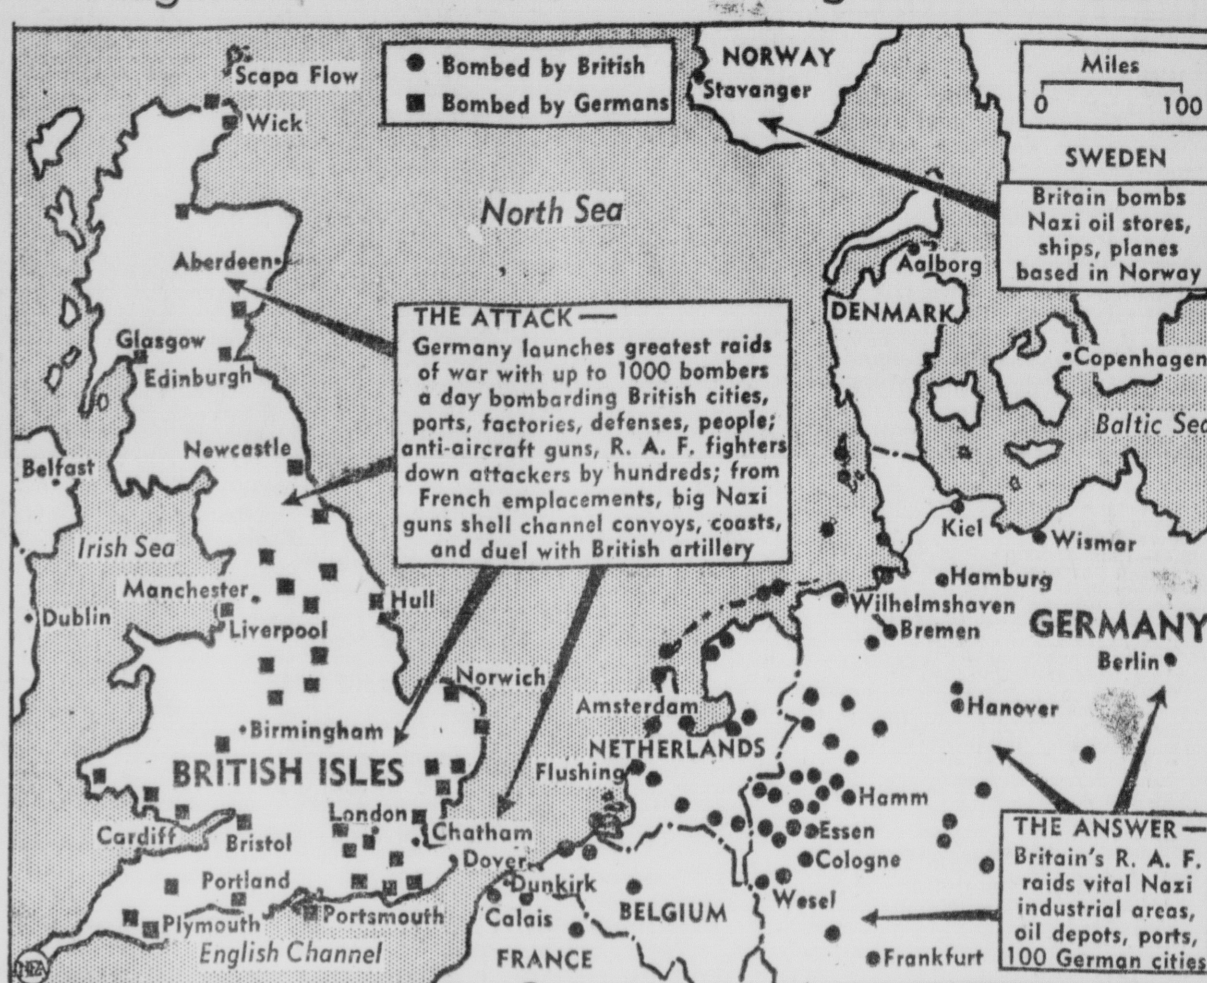 Scapa Flow
Wick
● Bombed by British
■ Bombed by Germans
NORWAY
Stavanger
Miles
0 100
SWEDEN
Britain bombs
Nazi oil stores,
ships, planes
based in Norway
North Sea
Aberdeen
Aalborg
DENMARK
Glasgow
Edinburgh
THE ATTACK —
Germany launches greatest raids
of war with up to 1000 bombers
a day bombarding British cities,
ports, factories, defenses, people;
anti-aircraft guns, R. A. F. fighters
down attackers by hundreds; from
French emplacements, big Nazi
guns shell channel convoys, coasts,
and duel with British artillery
Copenhagen
Baltic Sea
Newcastle
Belfast
Irish Sea
Kiel
Wismar
Manchester
Hull
Hamburg
Dublin
Liverpool
Wilhelmshaven
Bremen
GERMANY
Berlin
Norwich
Amsterdam
Hanover
Birmingham
NETHERLANDS
BRITISH ISLES
Flushing
Hamm
London
Cardiff
Bristol
Chatham
Essen
Dover
Cologne
Portland
Dunkirk
Wesel
Plymouth
Portsmouth
Calais
BELGIUM
English Channel
FRANCE
Frankfurt
THE ANSWER —
Britain's R. A. F.
raids vital Nazi
industrial areas,
oil depots, ports,
100 German cities
NEA